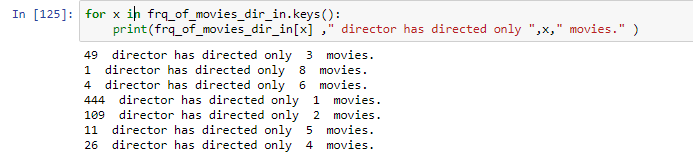 In [125]: for x in frq_of_movies_dir_in.keys():
print(frq_of_movies_dir_in[x] ," director has directed only ",x," movies." )
49  director has directed only  3  movies.
1  director has directed only  8  movies.
4  director has directed only  6  movies.
444  director has directed only  1  movies.
109  director has directed only  2  movies.
11  director has directed only  5  movies.
26  director has directed only  4  movies.